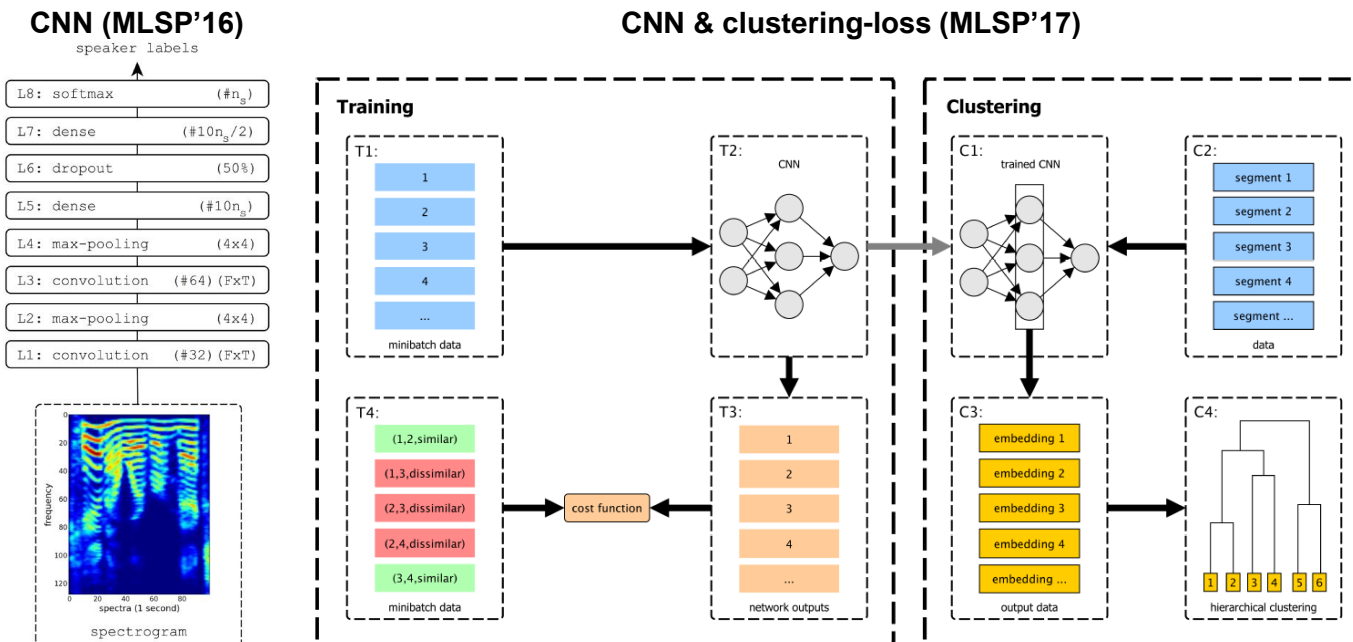 CNN (MLSP'16)
speaker labels
L8: softmax (#n_s)
L7: dense (#10n_s/2)
L6: dropout (50%)
L5: dense (#10n_s)
L4: max-pooling (4x4)
L3: convolution (#64)(FxT)
L2: max-pooling (4x4)
L1: convolution (#32)(FxT)
0
20
40
60
80
100
120
frequency
0 20 40 60 80
spectra (1 second)
spectrogram
CNN & clustering-loss (MLSP'17)
Training
T1:
1
2
3
4
...
minibatch data
T2:
CNN
T4:
(1,2,similar)
(1,3,dissimilar)
(2,3,dissimilar)
(2,4,dissimilar)
(3,4,similar)
minibatch data
cost function
T3:
1
2
3
4
...
network outputs
Clustering
C1:
trained CNN
C2:
segment 1
segment 2
segment 3
segment 4
segment ...
data
C3:
embedding 1
embedding 2
embedding 3
embedding 4
embedding ...
output data
C4:
1 2 3 4 5 6
hierarchical clustering